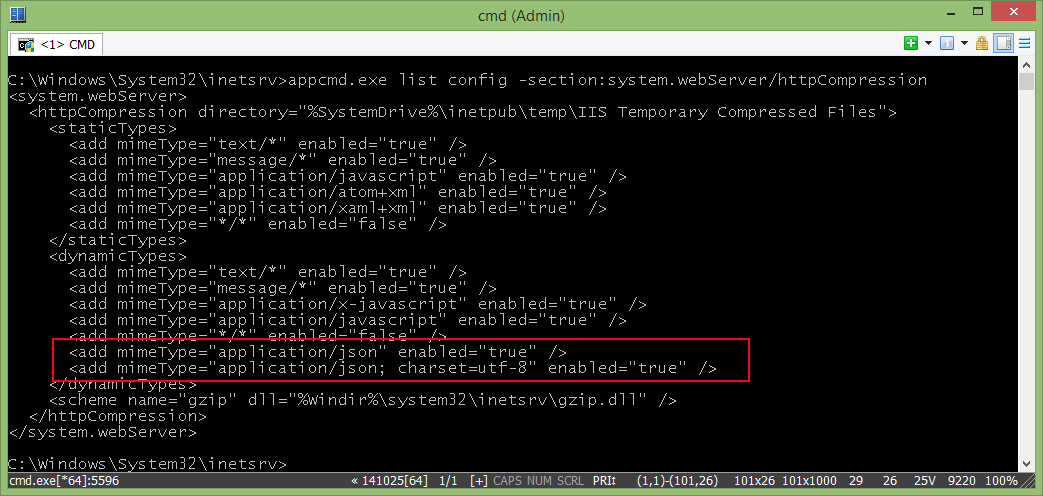 cmd (Admin)
<1> CMD
C:\Windows\System32\inetsrv>appcmd.exe list config -section:system.webServer/httpCompression
<system.webServer>
  <httpCompression directory="%SystemDrive%\inetpub\temp\IIS Temporary Compressed Files">
    <staticTypes>
      <add mimeType="text/*" enabled="true" />
      <add mimeType="message/*" enabled="true" />
      <add mimeType="application/javascript" enabled="true" />
      <add mimeType="application/atom+xml" enabled="true" />
      <add mimeType="application/xaml+xml" enabled="true" />
      <add mimeType="*/*" enabled="false" />
    </staticTypes>
    <dynamicTypes>
      <add mimeType="text/*" enabled="true" />
      <add mimeType="message/*" enabled="true" />
      <add mimeType="application/x-javascript" enabled="true" />
      <add mimeType="application/javascript" enabled="true" />
      <add mimeType="*/*" enabled="false" />
      <add mimeType="application/json" enabled="true" />
      <add mimeType="application/json; charset=utf-8" enabled="true" />
    </dynamicTypes>
    <scheme name="gzip" dll="%Windir%\system32\inetsrv\gzip.dll" />
  </httpCompression>
</system.webServer>
C:\Windows\System32\inetsrv>
cmd.exe[*64]:5596 « 141025[64] 1/1 [+] CAPS NUM SCRL PRI↕ (1,1)-(101,26) 101x26 101x1000 29 26 25V 9220 100%